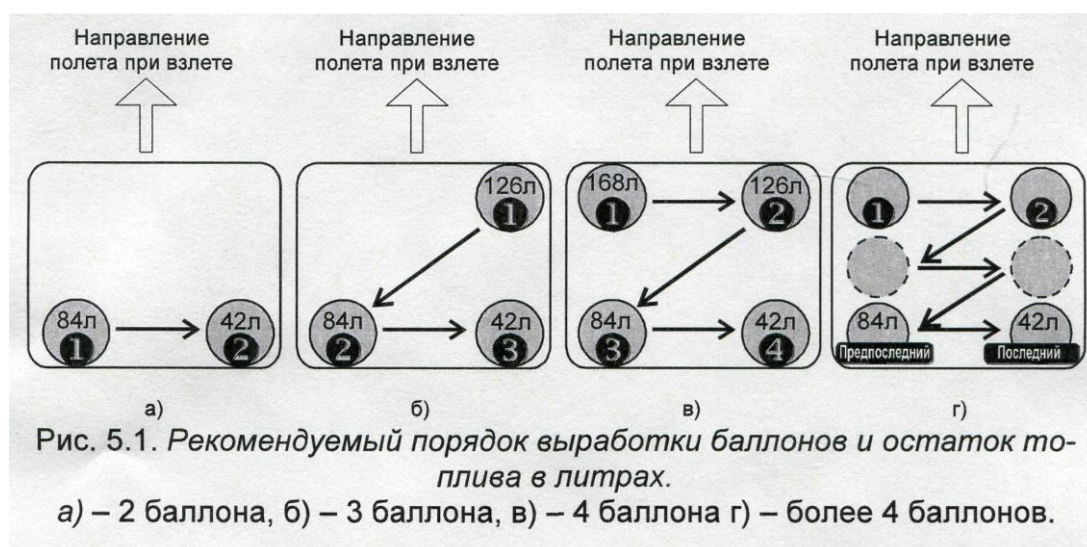 Направление
полета при взлете
Направление
полета при взлете
Направление
полета при взлете
Направление
полета при взлете
84л
1
42л
2
126л
1
84л
2
42л
3
168л
1
126л
2
84л
3
42л
4
1
2
84л
Предпоследний
42л
Последний
а)
б)
в)
г)
Рис. 5.1. Рекомендуемый порядок выработки баллонов и остаток то-
плива в литрах.
а) – 2 баллона, б) – 3 баллона, в) – 4 баллона г) – более 4 баллонов.